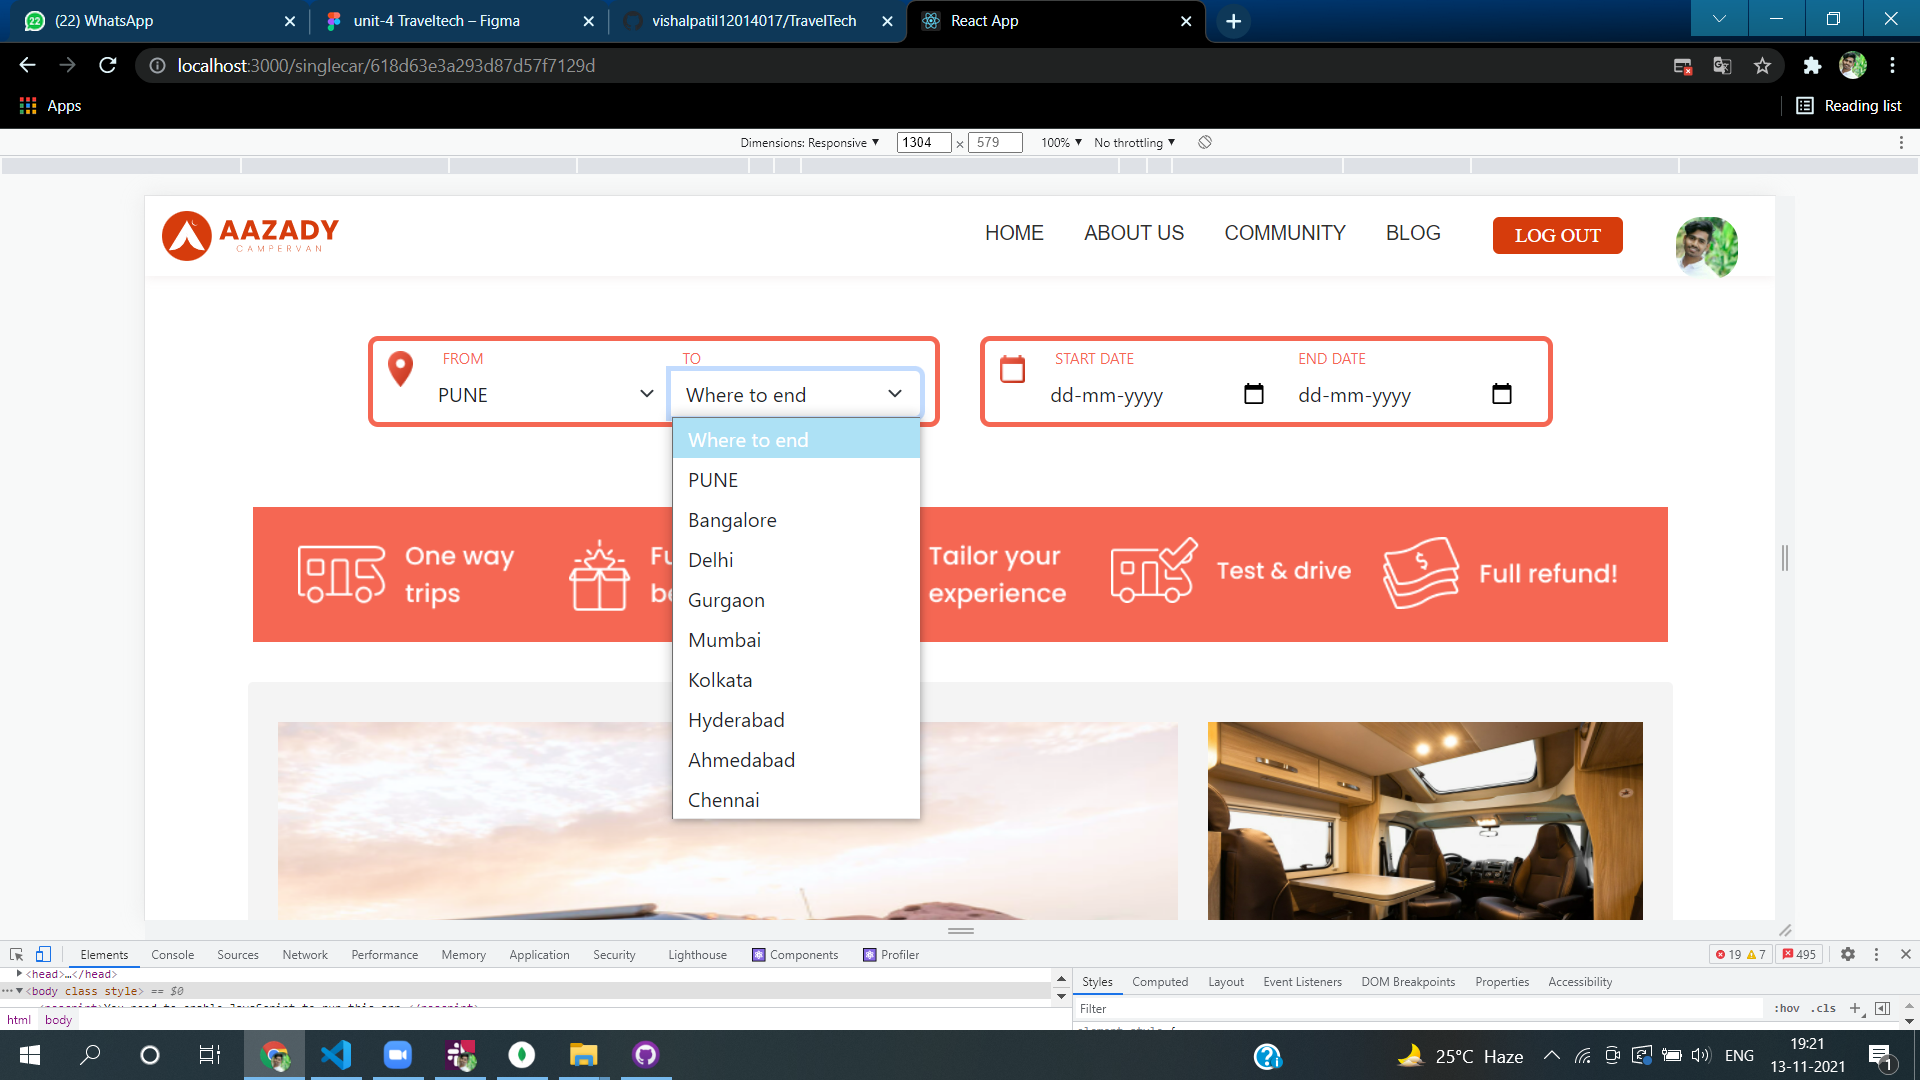 (22) WhatsApp
unit-4 Traveltech – Figma
vishalpatil12014017/TravelTech
React App
localhost:3000/singlecar/618d63e3a293d87d57f7129d
Apps
Reading list
Dimensions: Responsive
1304 × 579
100%
No throttling
AAZADY
CAMPERVAN
HOME
ABOUT US
COMMUNITY
BLOG
LOG OUT
FROM
TO
START DATE
END DATE
PUNE
Where to end
dd-mm-yyyy
dd-mm-yyyy
Where to end
PUNE
Bangalore
Delhi
Gurgaon
Mumbai
Kolkata
Hyderabad
Ahmedabad
Chennai
One way
trips
Tailor your
experience
Test & drive
Full refund!
Elements
Console
Sources
Network
Performance
Memory
Application
Security
Lighthouse
Components
Profiler
19
7
495
<head>…</head>
<body class style> == $0
html
body
Styles
Computed
Layout
Event Listeners
DOM Breakpoints
Properties
Accessibility
Filter
:hov
.cls
25°C Haze
ENG
19:21
13-11-2021
1